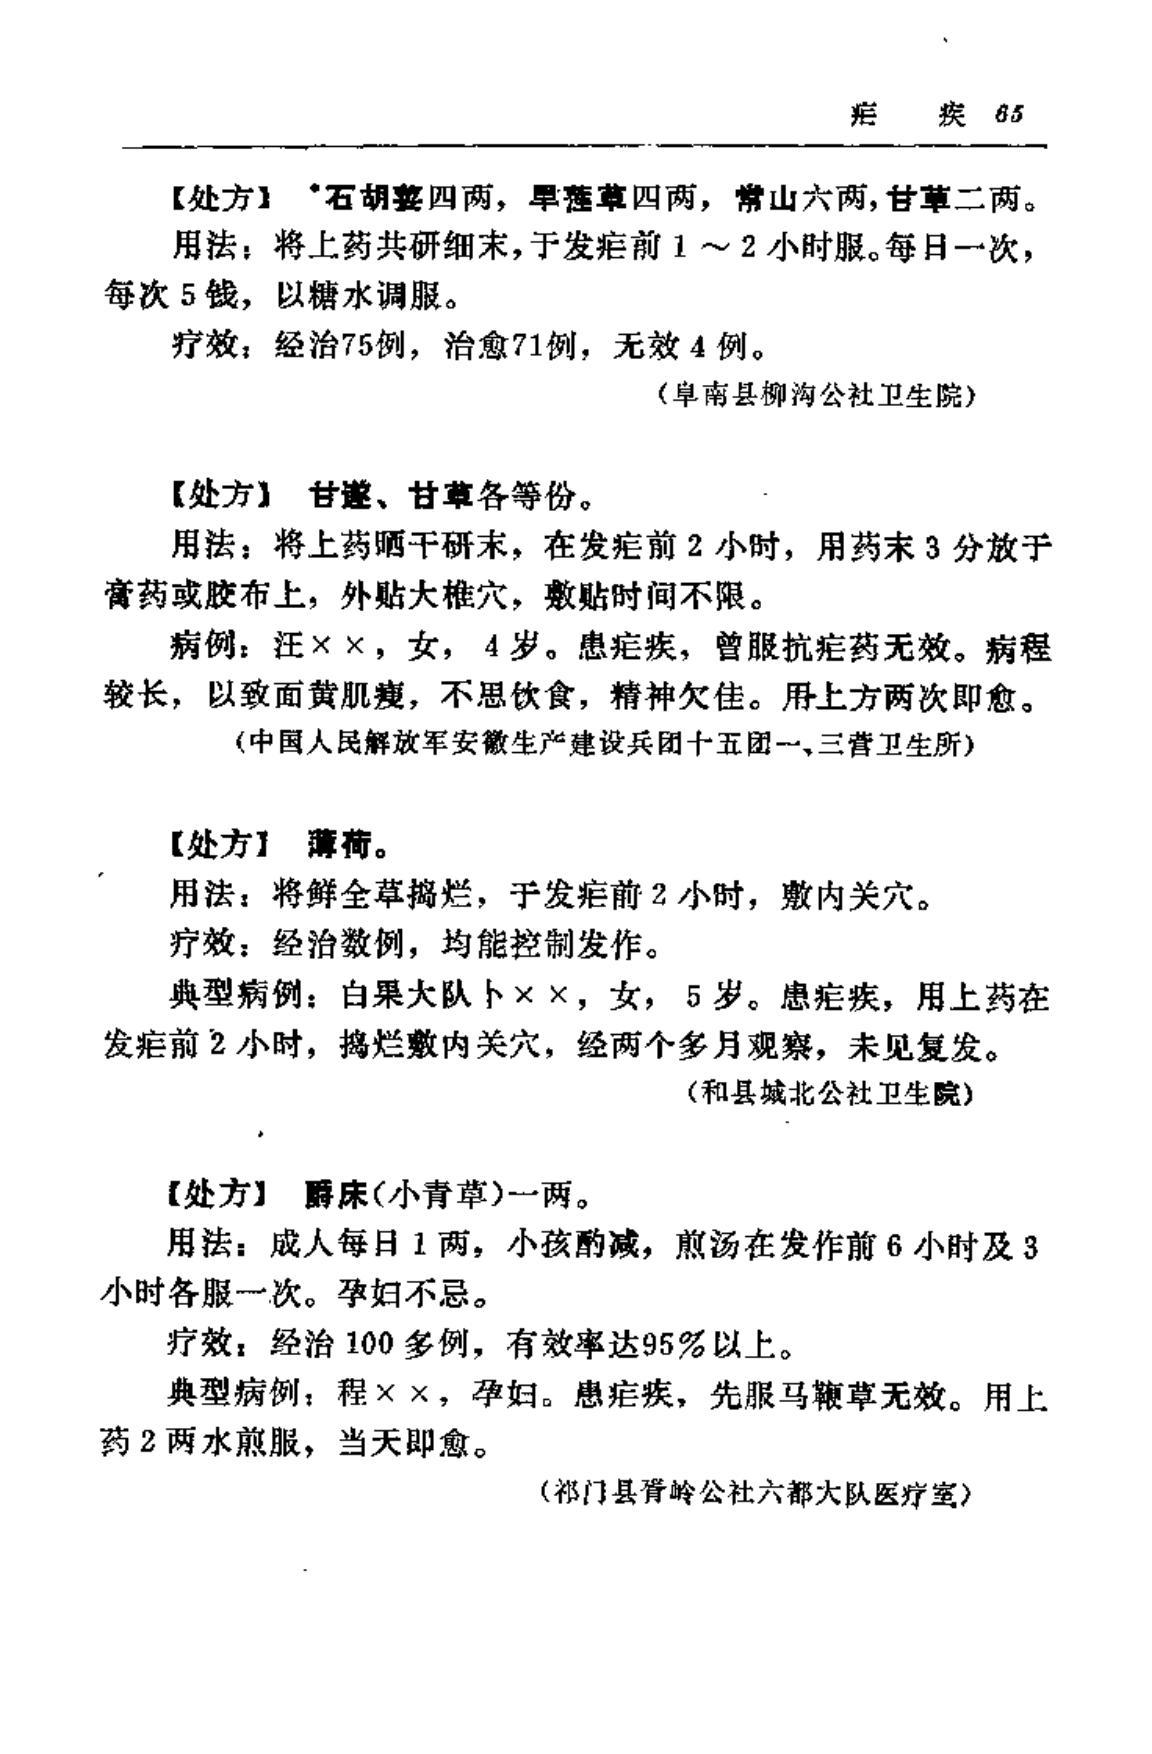 疟　疾 65
【处方】 *石胡荽四两，旱莲草四两，常山六两，甘草二两。
用法：将上药共研细末，于发疟前1～2小时服。每日一次，
每次5钱，以糖水调服。
疗效：经治75例，治愈71例，无效4例。
（阜南县柳沟公社卫生院）
【处方】 甘遂、甘草各等份。
用法：将上药晒干研末，在发疟前2小时，用药末3分放于
膏药或胶布上，外贴大椎穴，敷贴时间不限。
病例：汪××，女，4岁。患疟疾，曾服抗疟药无效。病程
较长，以致面黄肌瘦，不思饮食，精神欠佳。用上方两次即愈。
（中国人民解放军安徽生产建设兵团十五团一、三营卫生所）
【处方】 薄荷。
用法：将鲜全草捣烂，于发疟前2小时，敷内关穴。
疗效：经治数例，均能控制发作。
典型病例：白果大队卜××，女，5岁。患疟疾，用上药在
发疟前2小时，捣烂敷内关穴，经两个多月观察，未见复发。
（和县城北公社卫生院）
【处方】 爵床(小青草)一两。
用法：成人每日1两，小孩酌减，煎汤在发作前6小时及3
小时各服一次。孕妇不忌。
疗效：经治100多例，有效率达95%以上。
典型病例：程××，孕妇。患疟疾，先服马鞭草无效。用上
药2两水煎服，当天即愈。
（祁门县胥岭公社六都大队医疗室）